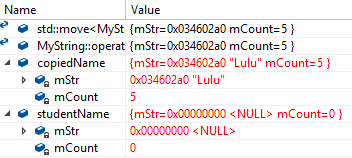 Name Value
std::move<MySt {mStr=0x034602a0 mCount=5 }
MyString::operat {mStr=0x034602a0 mCount=5 }
copiedName {mStr=0x034602a0 "Lulu" mCount=5 }
mStr 0x034602a0 "Lulu"
mCount 5
studentName {mStr=0x00000000 <NULL> mCount=0 }
mStr 0x00000000 <NULL>
mCount 0